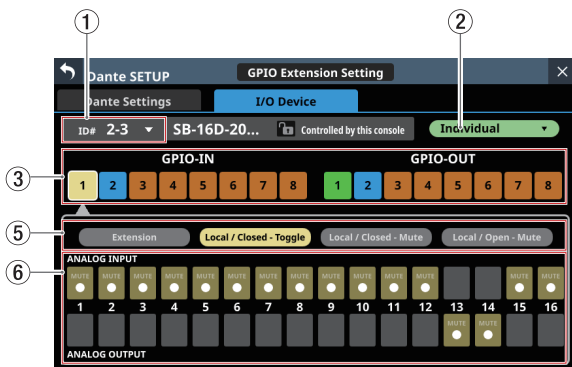 ① ②
Dante SETUP GPIO Extension Setting ×
Dante Settings I/O Device
ID# 2-3 ▼ SB-16D-20... Controlled by this console Individual ▼
③ GPIO-IN GPIO-OUT
1 2 3 4 5 6 7 8 1 2 3 4 5 6 7 8
⑤ Extension Local / Closed - Toggle Local / Closed - Mute Local / Open - Mute
⑥ ANALOG INPUT
MUTE MUTE MUTE MUTE MUTE MUTE MUTE MUTE MUTE MUTE MUTE MUTE MUTE MUTE
1 2 3 4 5 6 7 8 9 10 11 12 13 14 15 16
MUTE MUTE
ANALOG OUTPUT